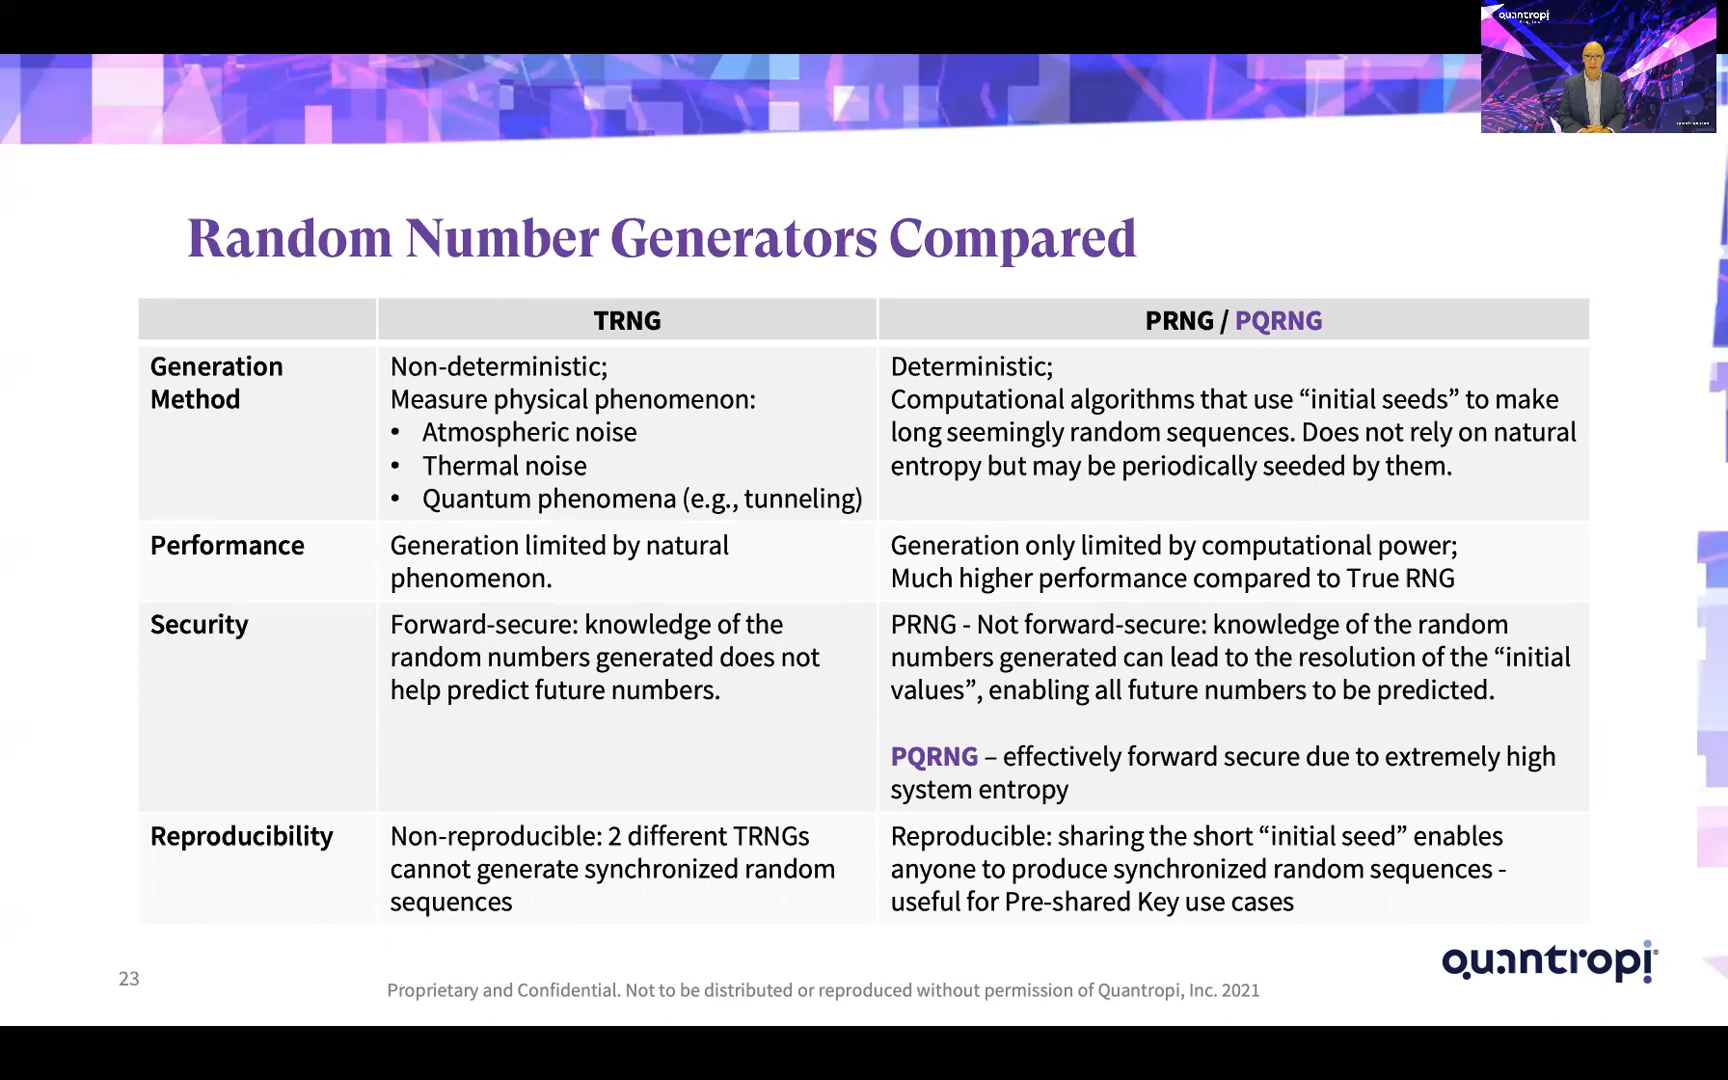 quantropi
Random Number Generators Compared
TRNG
PRNG / PQRNG
Generation
Method
Non-deterministic;
Measure physical phenomenon:
• Atmospheric noise
• Thermal noise
• Quantum phenomena (e.g., tunneling)
Deterministic;
Computational algorithms that use “initial seeds” to make
long seemingly random sequences. Does not rely on natural
entropy but may be periodically seeded by them.
Performance
Generation limited by natural
phenomenon.
Generation only limited by computational power;
Much higher performance compared to True RNG
Security
Forward-secure: knowledge of the
random numbers generated does not
help predict future numbers.
PRNG - Not forward-secure: knowledge of the random
numbers generated can lead to the resolution of the “initial
values”, enabling all future numbers to be predicted.
PQRNG – effectively forward secure due to extremely high
system entropy
Reproducibility
Non-reproducible: 2 different TRNGs
cannot generate synchronized random
sequences
Reproducible: sharing the short “initial seed” enables
anyone to produce synchronized random sequences -
useful for Pre-shared Key use cases
quantropi®
23
Proprietary and Confidential. Not to be distributed or reproduced without permission of Quantropi, Inc. 2021